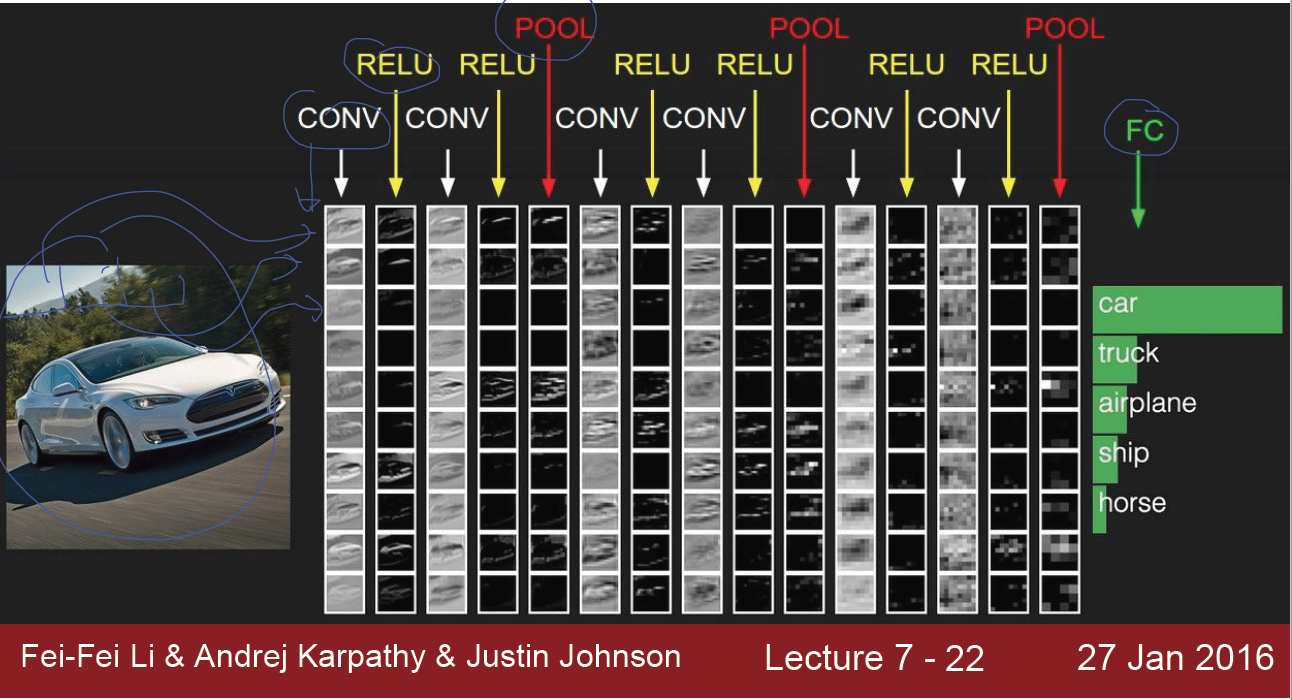 POOL POOL POOL
RELU RELU RELU RELU RELU RELU
CONV CONV CONV CONV CONV CONV
FC
car
truck
airplane
ship
horse
Fei-Fei Li & Andrej Karpathy & Justin Johnson Lecture 7 - 22 27 Jan 2016